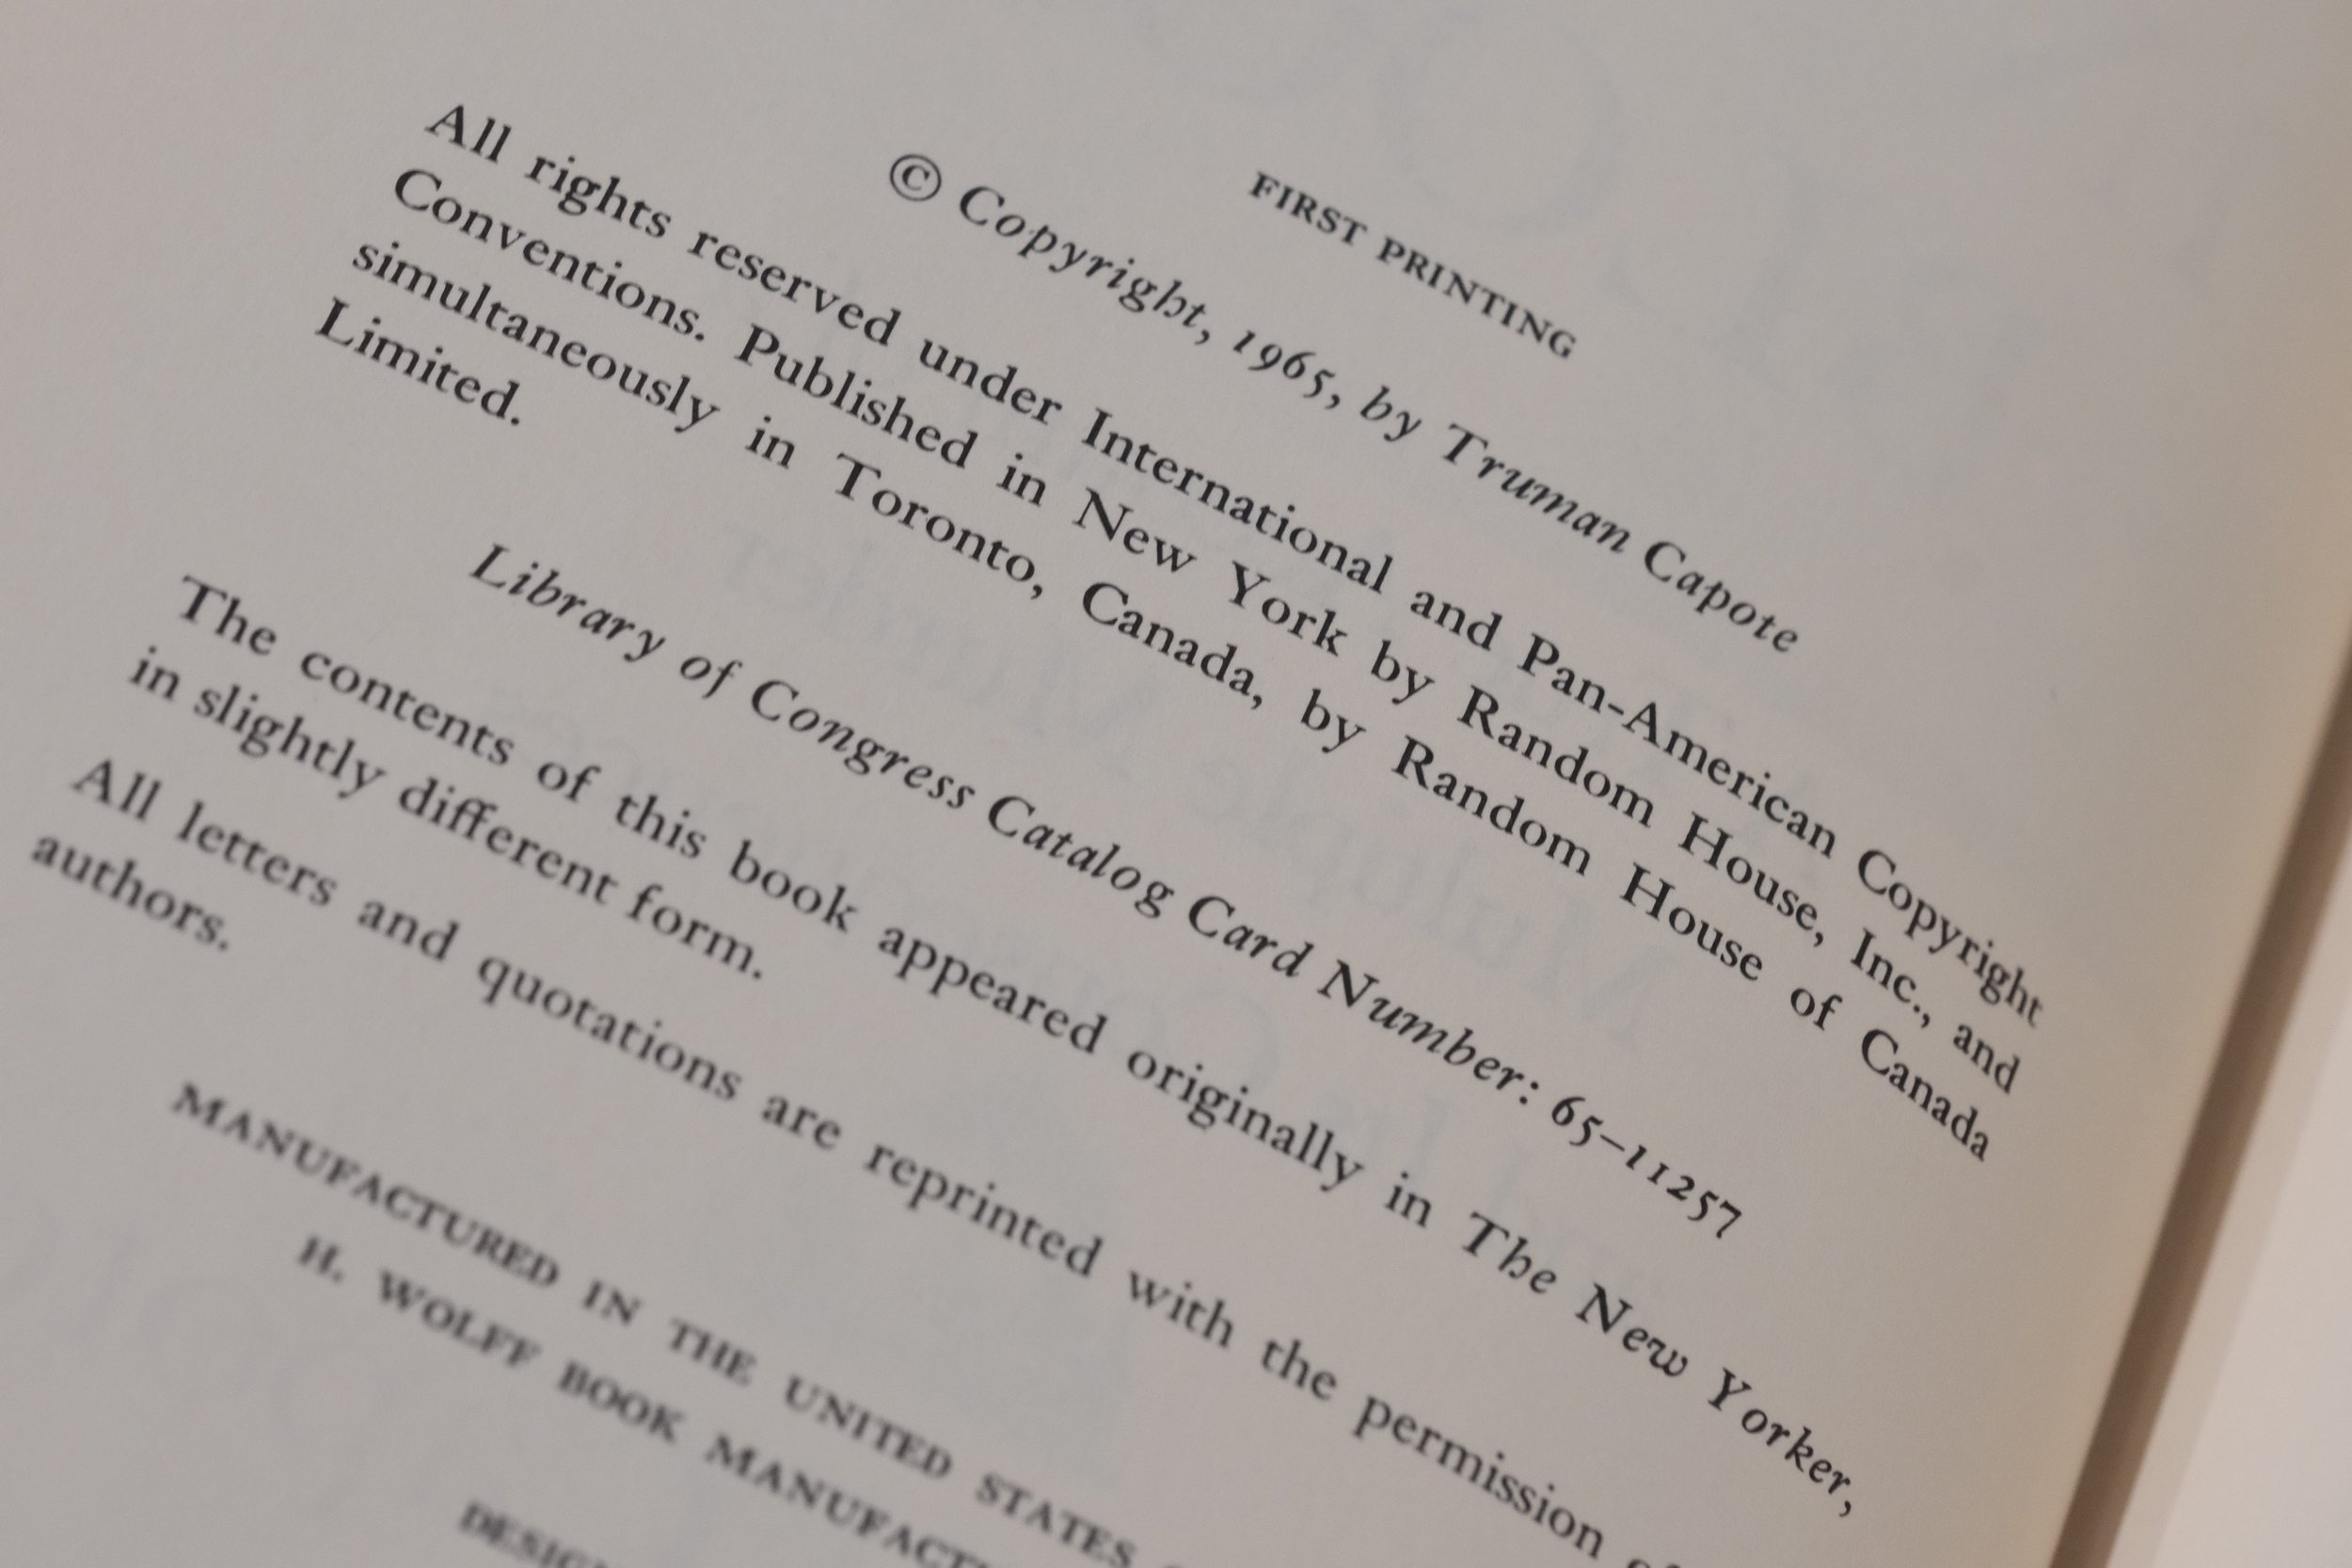 FIRST PRINTING
© Copyright, 1965, by Truman Capote
All rights reserved under International and Pan-American Copyright
Conventions. Published in New York by Random House, Inc., and
simultaneously in Toronto, Canada, by Random House of Canada
Limited.
Library of Congress Catalog Card Number: 65–11257
The contents of this book appeared originally in The New Yorker,
in slightly different form.
All letters and quotations are reprinted with the permission of
authors.
MANUFACTURED IN THE UNITED STATES
H. WOLFF BOOK